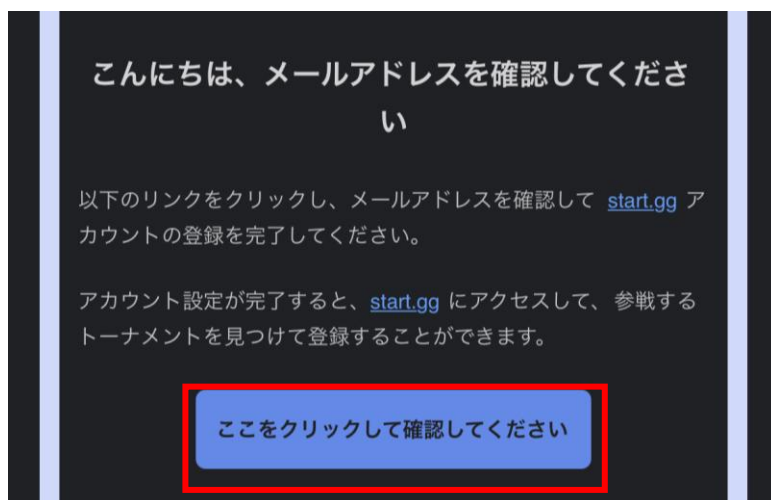 こんにちは、メールアドレスを確認してくださ
い
以下のリンクをクリックし、メールアドレスを確認して start.gg ア
カウントの登録を完了してください。
アカウント設定が完了すると、start.gg にアクセスして、参戦する
トーナメントを見つけて登録することができます。
ここをクリックして確認してください